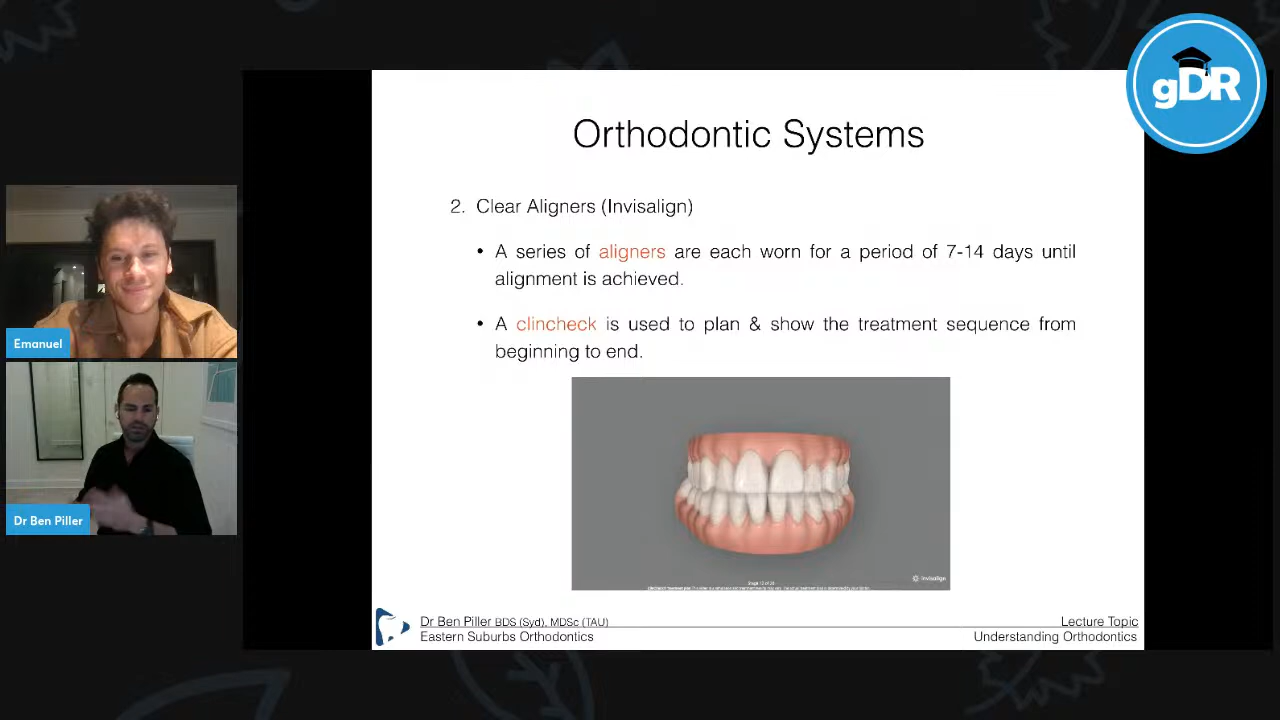 gDR
Orthodontic Systems
2. Clear Aligners (Invisalign)
• A series of aligners are each worn for a period of 7-14 days until
alignment is achieved.
• A clincheck is used to plan & show the treatment sequence from
beginning to end.
Emanuel
Dr Ben Piller
invisalign
Dr Ben Piller BDS (Syd), MDSc (TAU)
Eastern Suburbs Orthodontics
Lecture Topic
Understanding Orthodontics